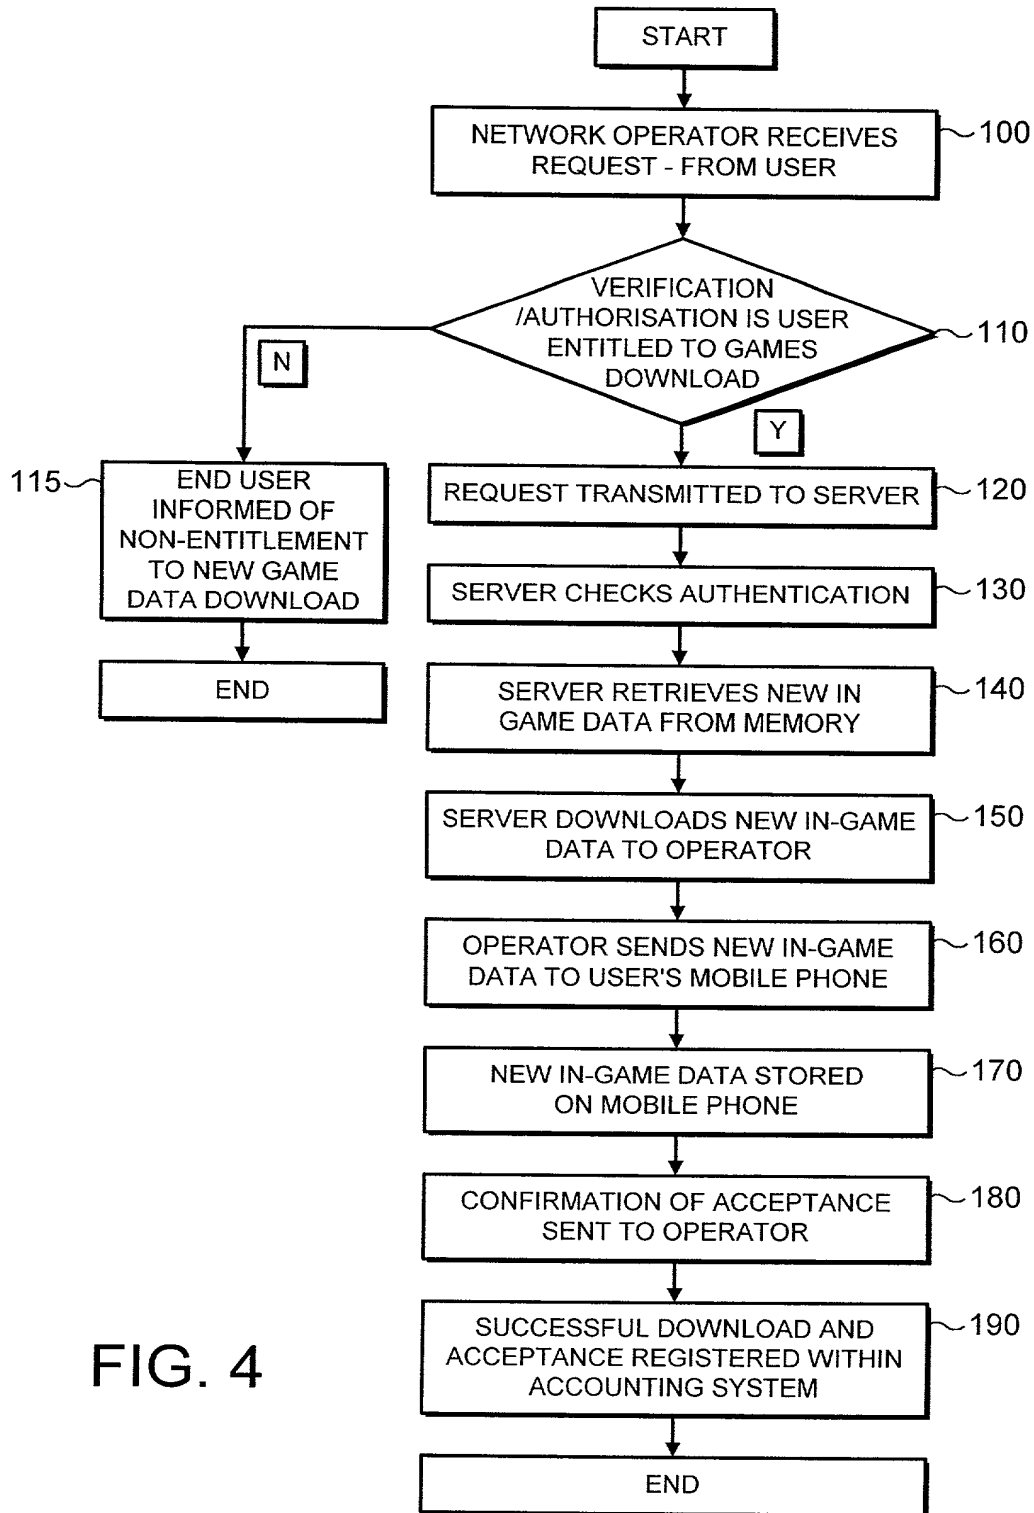 START
NETWORK OPERATOR RECEIVES
REQUEST - FROM USER
100
VERIFICATION
/AUTHORISATION IS USER
ENTITLED TO GAMES
DOWNLOAD
110
N
Y
115
END USER
INFORMED OF
NON-ENTITLEMENT
TO NEW GAME
DATA DOWNLOAD
END
REQUEST TRANSMITTED TO SERVER
120
SERVER CHECKS AUTHENTICATION
130
SERVER RETRIEVES NEW IN
GAME DATA FROM MEMORY
140
SERVER DOWNLOADS NEW IN-GAME
DATA TO OPERATOR
150
OPERATOR SENDS NEW IN-GAME
DATA TO USER'S MOBILE PHONE
160
NEW IN-GAME DATA STORED
ON MOBILE PHONE
170
CONFIRMATION OF ACCEPTANCE
SENT TO OPERATOR
180
SUCCESSFUL DOWNLOAD AND
ACCEPTANCE REGISTERED WITHIN
ACCOUNTING SYSTEM
190
END
FIG. 4